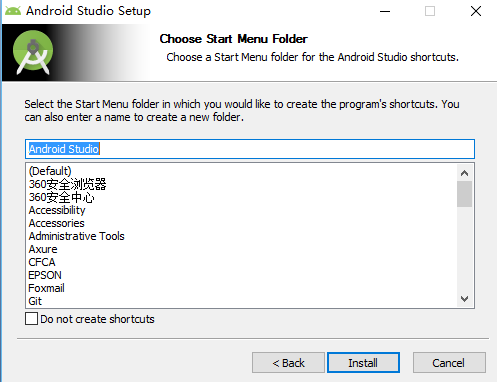 Android Studio Setup
Choose Start Menu Folder
Choose a Start Menu folder for the Android Studio shortcuts.
Select the Start Menu folder in which you would like to create the program's shortcuts. You
can also enter a name to create a new folder.
Android Studio
(Default)
360安全浏览器
360安全中心
Accessibility
Accessories
Administrative Tools
Axure
CFCA
EPSON
Foxmail
Git
Do not create shortcuts
< Back
Install
Cancel